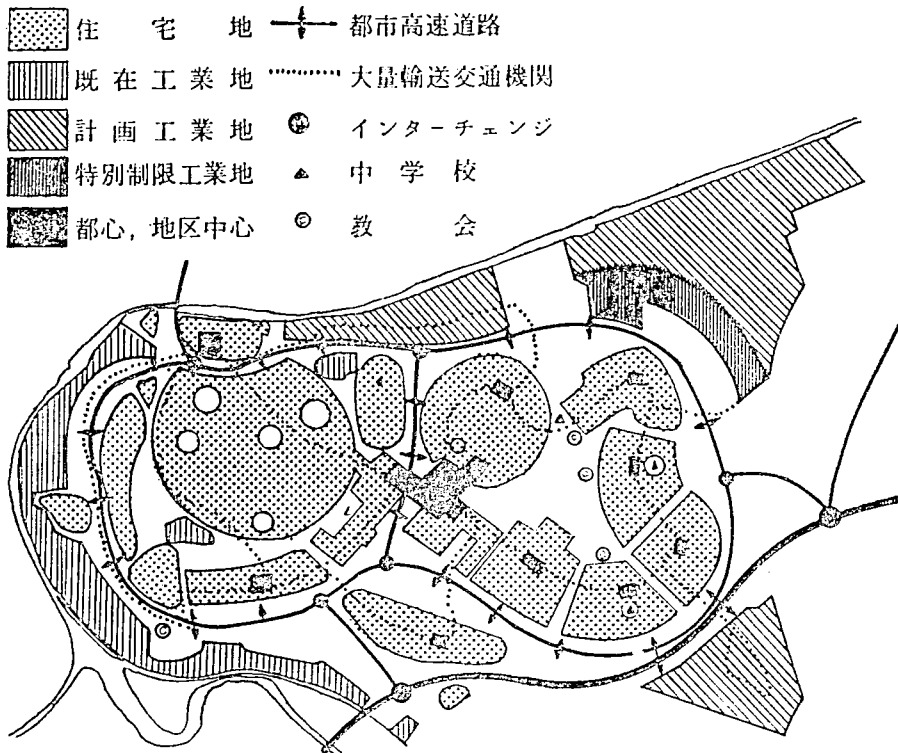 住宅地
都市高速道路
既在工業地
大量輸送交通機関
計画工業地
インターチェンジ
特別制限工業地
中学校
都心,地区中心
教会